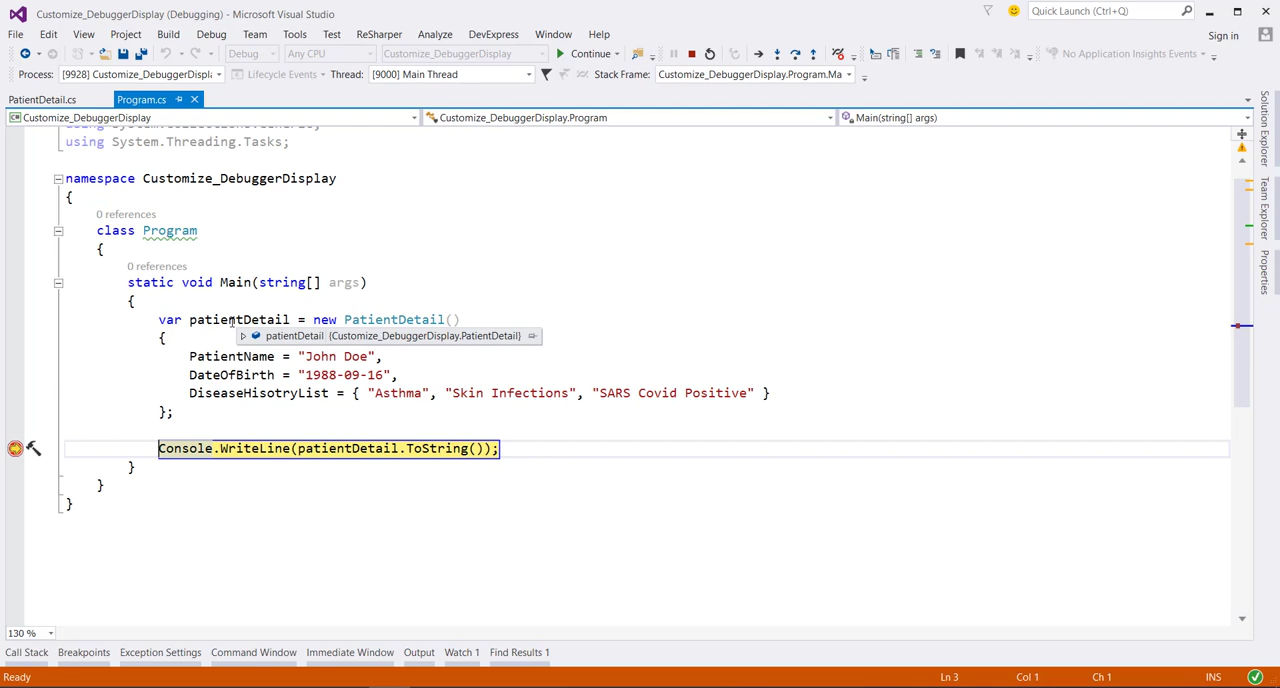 Customize_DebuggerDisplay (Debugging) - Microsoft Visual Studio
Quick Launch (Ctrl+Q)
File Edit View Project Build Debug Team Tools Test ReSharper Analyze DevExpress Window Help
Sign in
Debug Any CPU Customize_DebuggerDisplay Continue No Application Insights Events
Process: [9928] Customize_DebuggerDispla Lifecycle Events Thread: [9000] Main Thread Stack Frame: Customize_DebuggerDisplay.Program.Ma
PatientDetail.cs Program.cs
Customize_DebuggerDisplay Customize_DebuggerDisplay.Program Main(string[] args)
using System.Threading.Tasks;
namespace Customize_DebuggerDisplay
{
0 references
class Program
{
0 references
static void Main(string[] args)
{
var patientDetail = new PatientDetail()
{
patientDetail {Customize_DebuggerDisplay.PatientDetail}
PatientName = "John Doe",
DateOfBirth = "1988-09-16",
DiseaseHisotryList = { "Asthma", "Skin Infections", "SARS Covid Positive" }
};
Console.WriteLine(patientDetail.ToString());
}
}
}
130 %
Call Stack Breakpoints Exception Settings Command Window Immediate Window Output Watch 1 Find Results 1
Ready Ln 3 Col 1 Ch 1 INS
Solution Explorer
Team Explorer
Properties